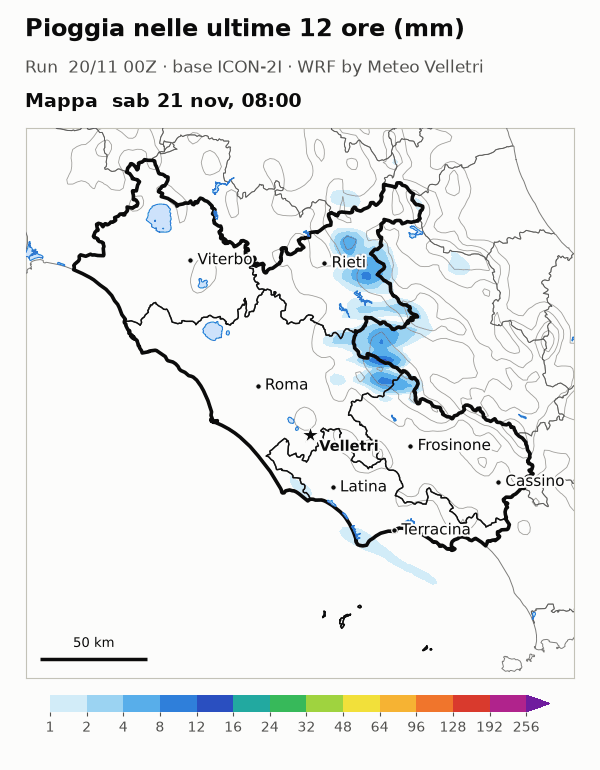 Pioggia nelle ultime 12 ore (mm)
Run  20/11 00Z · base ICON-2I · WRF by Meteo Velletri
Mappa  sab 21 nov, 08:00
Viterbo
Rieti
Roma
Velletri
Frosinone
Latina
Cassino
Terracina
50 km
1 2 4 8 12 16 24 32 48 64 96 128 192 256